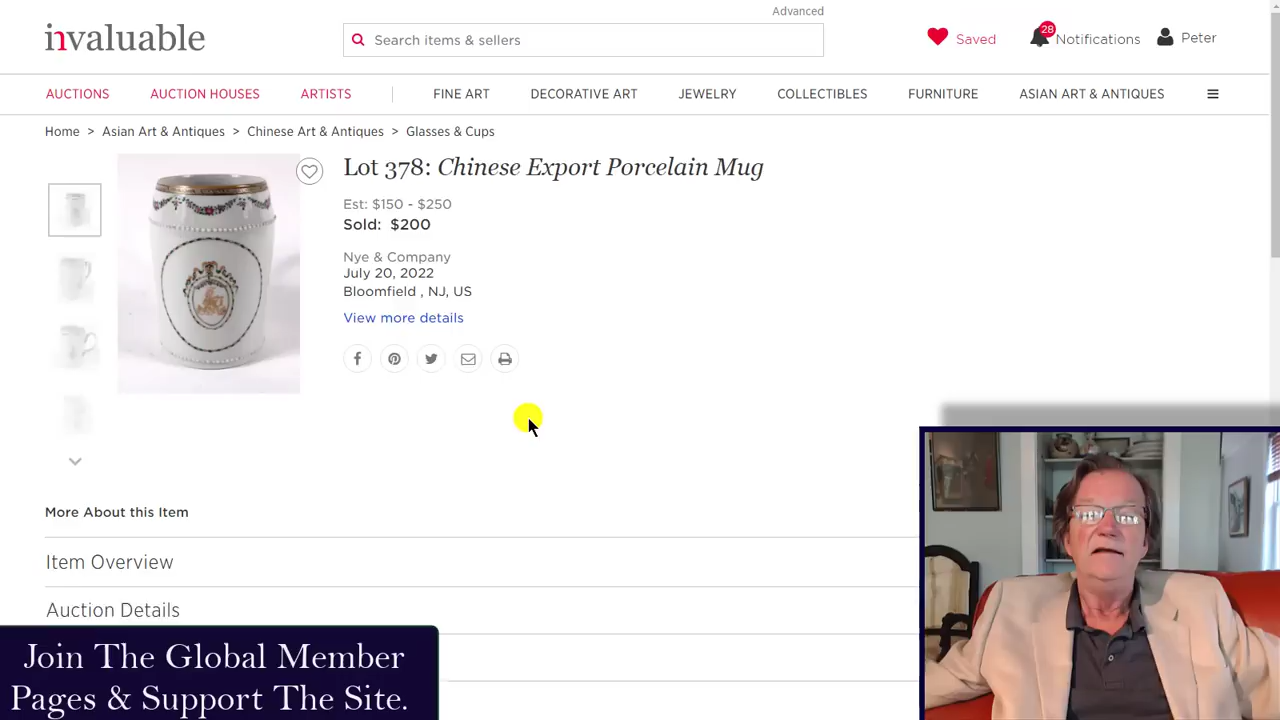 Advanced
invaluable
Search items & sellers
Saved
28
Notifications
Peter
AUCTIONS
AUCTION HOUSES
ARTISTS
FINE ART
DECORATIVE ART
JEWELRY
COLLECTIBLES
FURNITURE
ASIAN ART & ANTIQUES
Home > Asian Art & Antiques > Chinese Art & Antiques > Glasses & Cups
Lot 378: Chinese Export Porcelain Mug
Est: $150 - $250
Sold: $200
Nye & Company
July 20, 2022
Bloomfield , NJ, US
View more details
More About this Item
Item Overview
Auction Details
Join The Global Member
Pages & Support The Site.